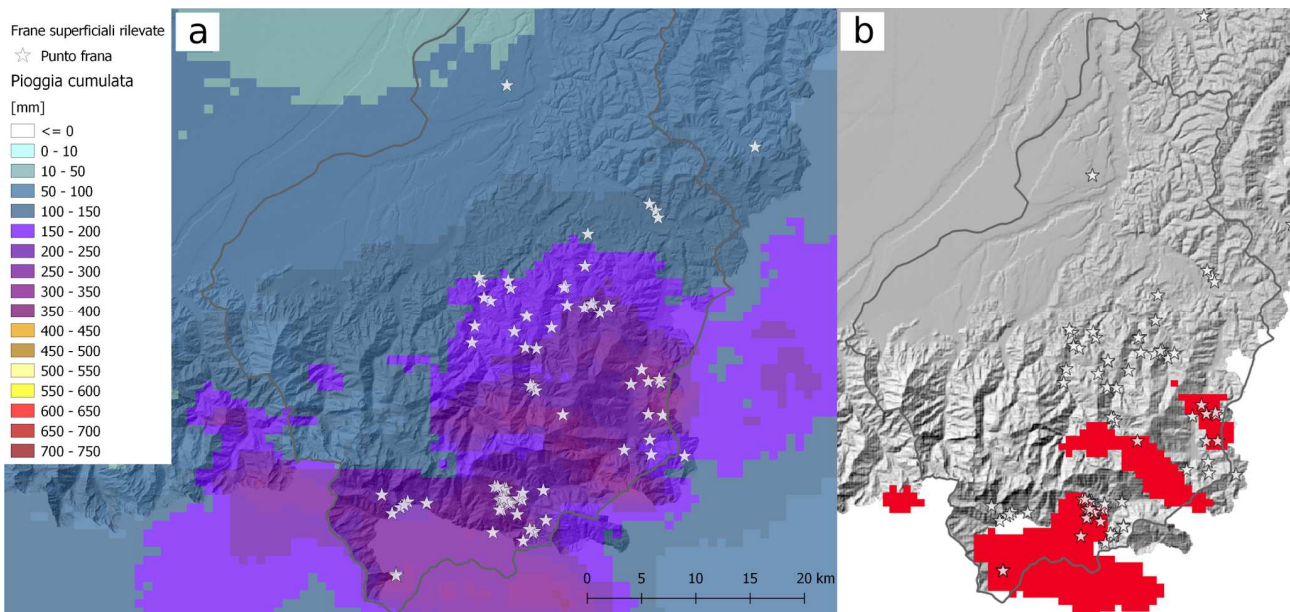 Frane superficiali rilevate
Punto frana
Pioggia cumulata
[mm]
<= 0
0 - 10
10 - 50
50 - 100
100 - 150
150 - 200
200 - 250
250 - 300
300 - 350
350 - 400
400 - 450
450 - 500
500 - 550
550 - 600
600 - 650
650 - 700
700 - 750
a
b
0 5 10 15 20 km